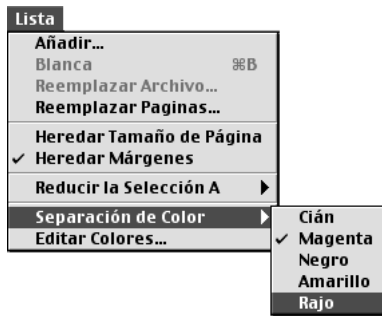 Lista
Añadir...
Blanca ⌘B
Reemplazar Archivo...
Reemplazar Paginas...
Heredar Tamaño de Página
✓ Heredar Márgenes
Reducir la Selección A
Separación de Color
Editar Colores...
Cián
✓ Magenta
Negro
Amarillo
Rajo